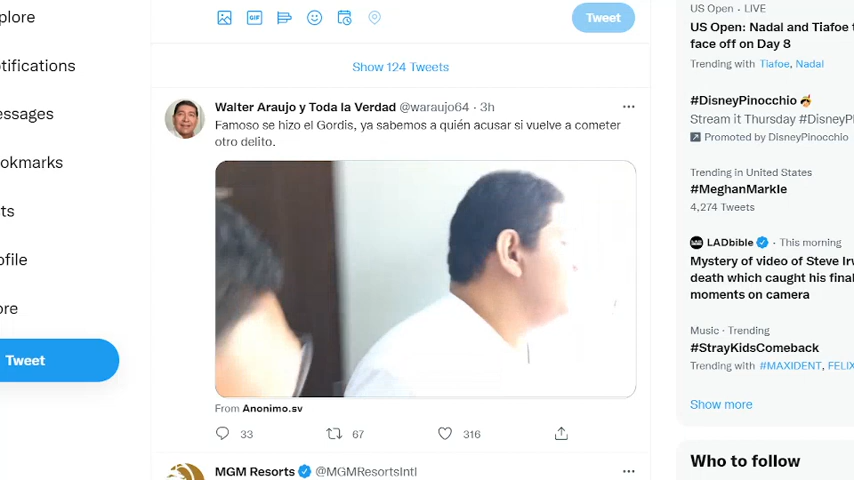 plore
otifications
essages
okmarks
ts
ofile
ore
Tweet
GIF
Tweet
Show 124 Tweets
Walter Araujo y Toda la Verdad @waraujo64 · 3h
Famoso se hizo el Gordis, ya sabemos a quién acusar si vuelve a cometer
otro delito.
From Anonimo.sv
33
67
316
MGM Resorts @MGMResortsIntl
US Open · LIVE
US Open: Nadal and Tiafoe t
face off on Day 8
Trending with Tiafoe, Nadal
#DisneyPinocchio
Stream it Thursday #DisneyP
Promoted by DisneyPinocchio
Trending in United States
#MeghanMarkle
4,274 Tweets
LADbible · This morning
Mystery of video of Steve Irw
death which caught his final
moments on camera
Music · Trending
#StrayKidsComeback
Trending with #MAXIDENT, FELIX
Show more
Who to follow